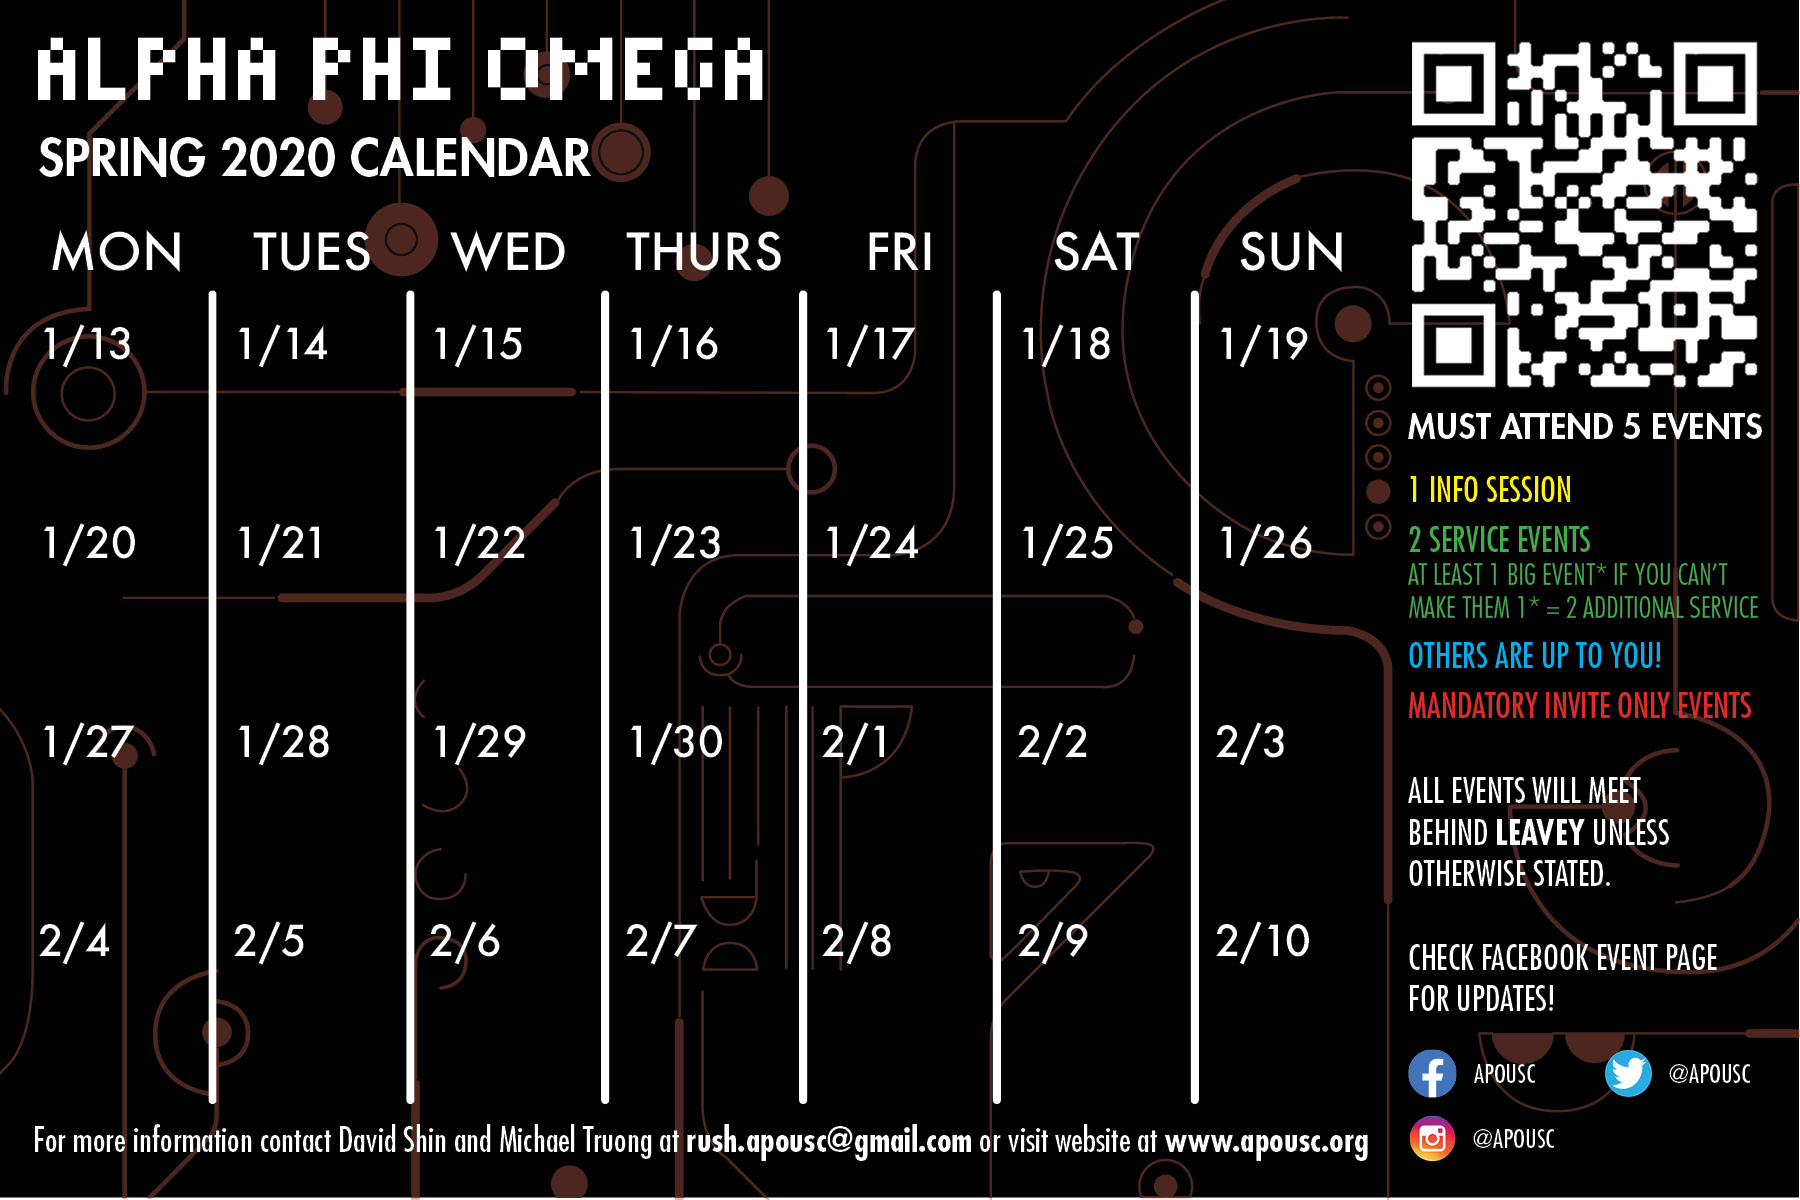 ALPHA PHI OMEGA
SPRING 2020 CALENDAR
MON TUES WED THURS FRI SAT SUN
1/13 1/14 1/15 1/16 1/17 1/18 1/19
1/20 1/21 1/22 1/23 1/24 1/25 1/26
1/27 1/28 1/29 1/30 2/1 2/2 2/3
2/4 2/5 2/6 2/7 2/8 2/9 2/10
For more information contact David Shin and Michael Truong at rush.apousc@gmail.com or visit website at www.apousc.org
MUST ATTEND 5 EVENTS
1 INFO SESSION
2 SERVICE EVENTS
AT LEAST 1 BIG EVENT* IF YOU CAN'T
MAKE THEM 1* = 2 ADDITIONAL SERVICE
OTHERS ARE UP TO YOU!
MANDATORY INVITE ONLY EVENTS
ALL EVENTS WILL MEET
BEHIND LEAVEY UNLESS
OTHERWISE STATED.
CHECK FACEBOOK EVENT PAGE
FOR UPDATES!
APOUSC @APOUSC
@APOUSC